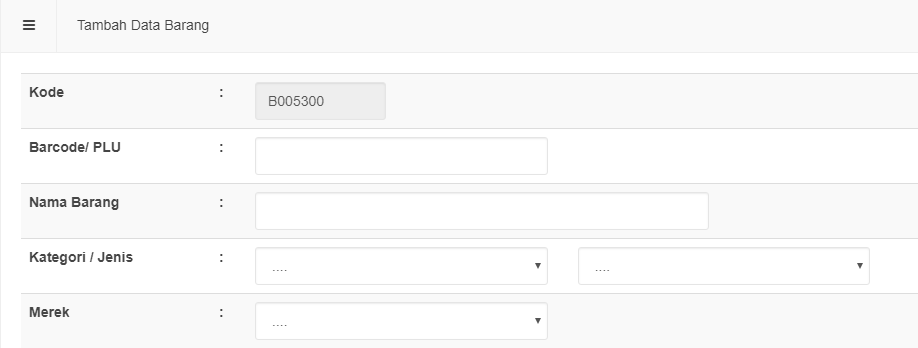 Tambah Data Barang
Kode : B005300
Barcode/ PLU :
Nama Barang :
Kategori / Jenis : .... ....
Merek : ....